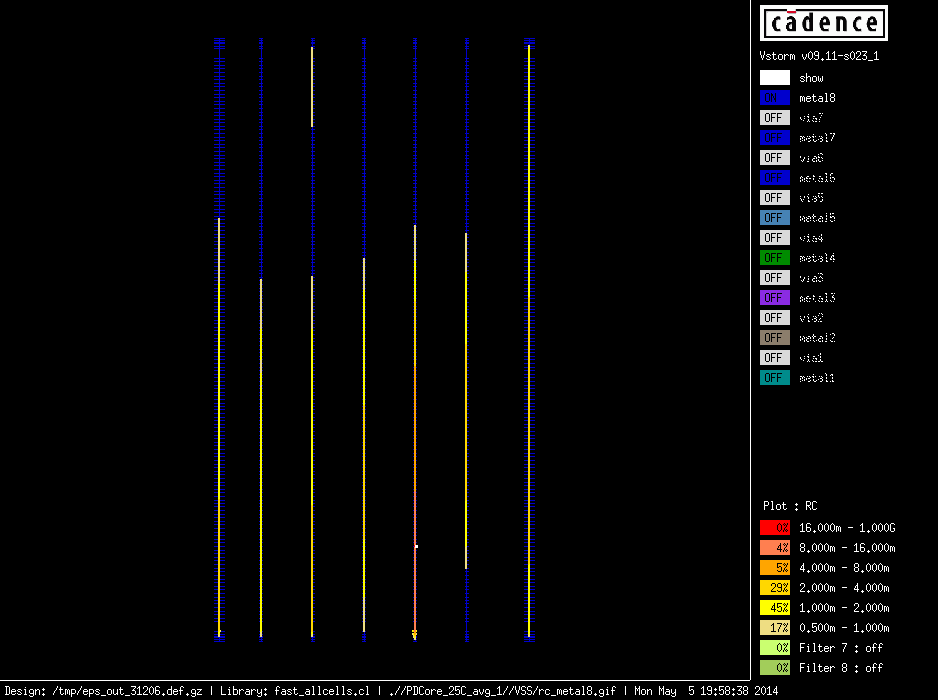 cadence
Vstorm v09.11-s023_1
show
metal8
OFF via7
OFF metal7
OFF via6
OFF metal6
OFF via5
OFF metal5
OFF via4
OFF metal4
OFF via3
OFF metal3
OFF via2
OFF metal2
OFF via1
OFF metal1
Plot : RC
0% 16.000m - 1.000G
4% 8.000m - 16.000m
5% 4.000m - 8.000m
29% 2.000m - 4.000m
45% 1.000m - 2.000m
17% 0.500m - 1.000m
0% Filter 7 : off
0% Filter 8 : off
Design: /tmp/eps_out_31206.def.gz | Library: fast_allcells.cl | .//PDCore_25C_avg_1//VSS/rc_metal8.gif | Mon May  5 19:58:38 2014